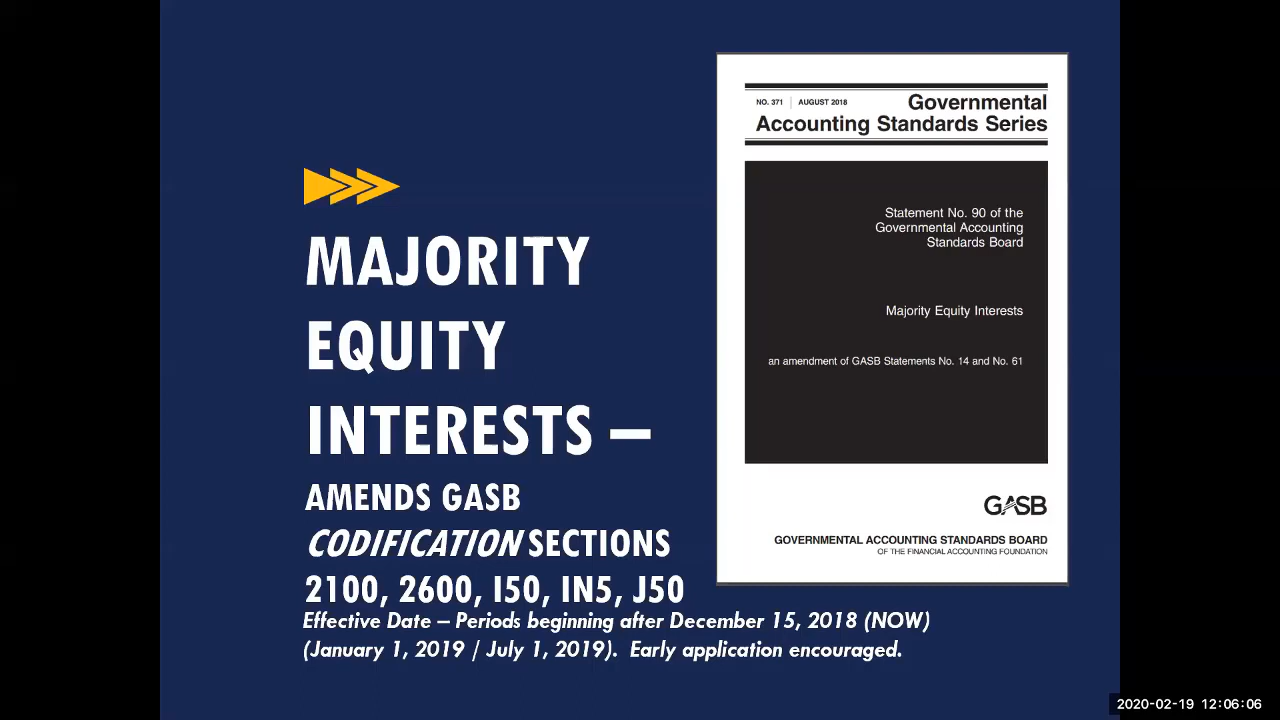 MAJORITY
EQUITY
INTERESTS –
AMENDS GASB
CODIFICATION SECTIONS
2100, 2600, I50, IN5, J50
Effective Date – Periods beginning after December 15, 2018 (NOW)
(January 1, 2019 / July 1, 2019). Early application encouraged.
NO. 371 | AUGUST 2018
Governmental
Accounting Standards Series
Statement No. 90 of the
Governmental Accounting
Standards Board
Majority Equity Interests
an amendment of GASB Statements No. 14 and No. 61
GASB
GOVERNMENTAL ACCOUNTING STANDARDS BOARD
OF THE FINANCIAL ACCOUNTING FOUNDATION
2020-02-19 12:06:06